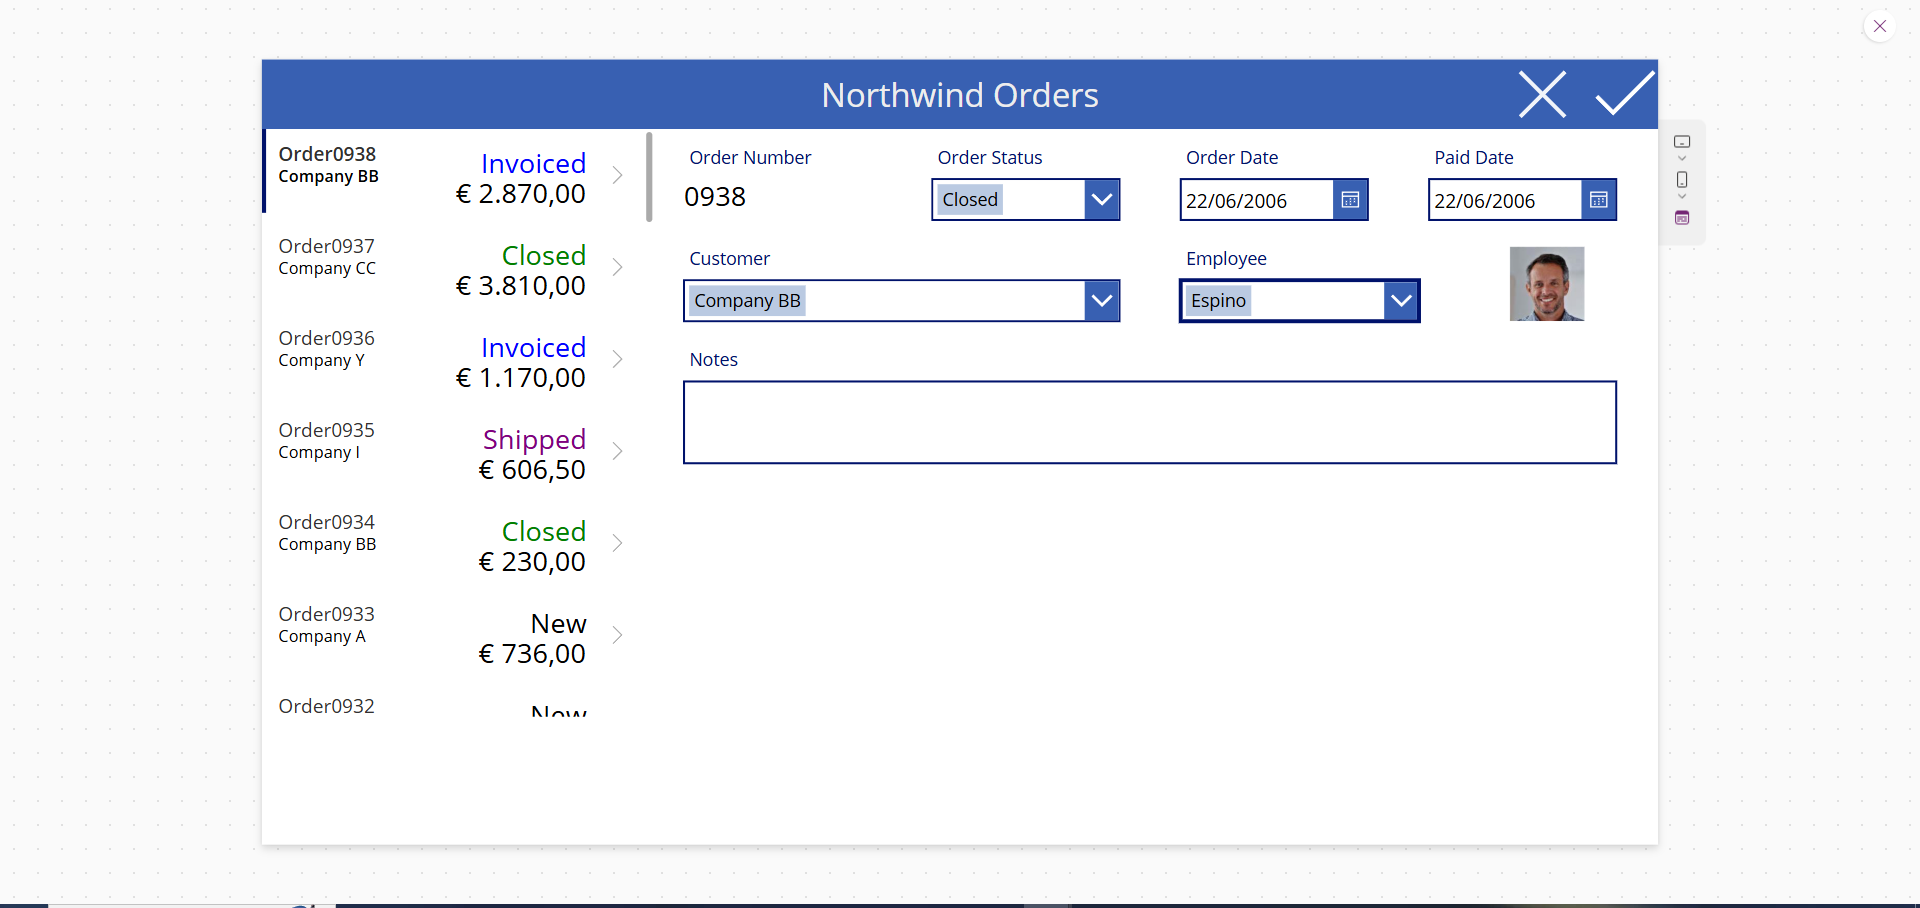 Northwind Orders
Order0938
Company BB
Invoiced
€ 2.870,00
Order0937
Company CC
Closed
€ 3.810,00
Order0936
Company Y
Invoiced
€ 1.170,00
Order0935
Company I
Shipped
€ 606,50
Order0934
Company BB
Closed
€ 230,00
Order0933
Company A
New
€ 736,00
Order0932
New
Order Number
0938
Order Status
Closed
Order Date
22/06/2006
Paid Date
22/06/2006
Customer
Company BB
Employee
Espino
Notes